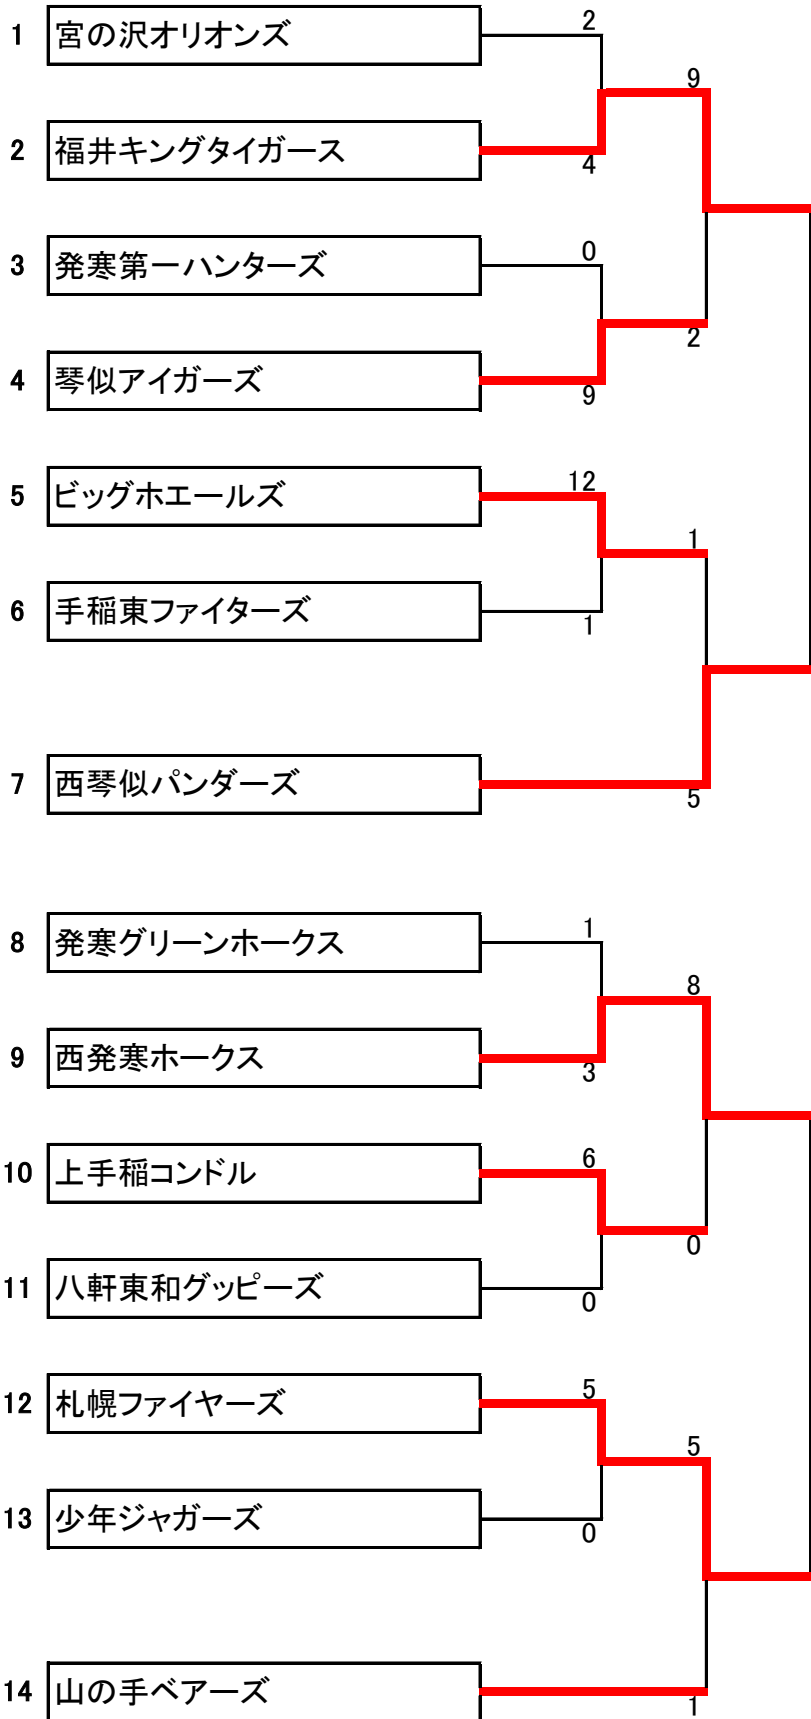 1 宮の沢オリオンズ 2
9
2 福井キングタイガース 4
3 発寒第一ハンターズ 0
2
4 琴似アイガーズ 9
5 ビッグホエールズ 12
1
6 手稲東ファイターズ 1
7 西琴似パンダーズ 5
8 発寒グリーンホークス 1
8
9 西発寒ホークス 3
10 上手稲コンドル 6
0
11 八軒東和グッピーズ 0
12 札幌ファイヤーズ 5
5
13 少年ジャガーズ 0
14 山の手ベアーズ 1